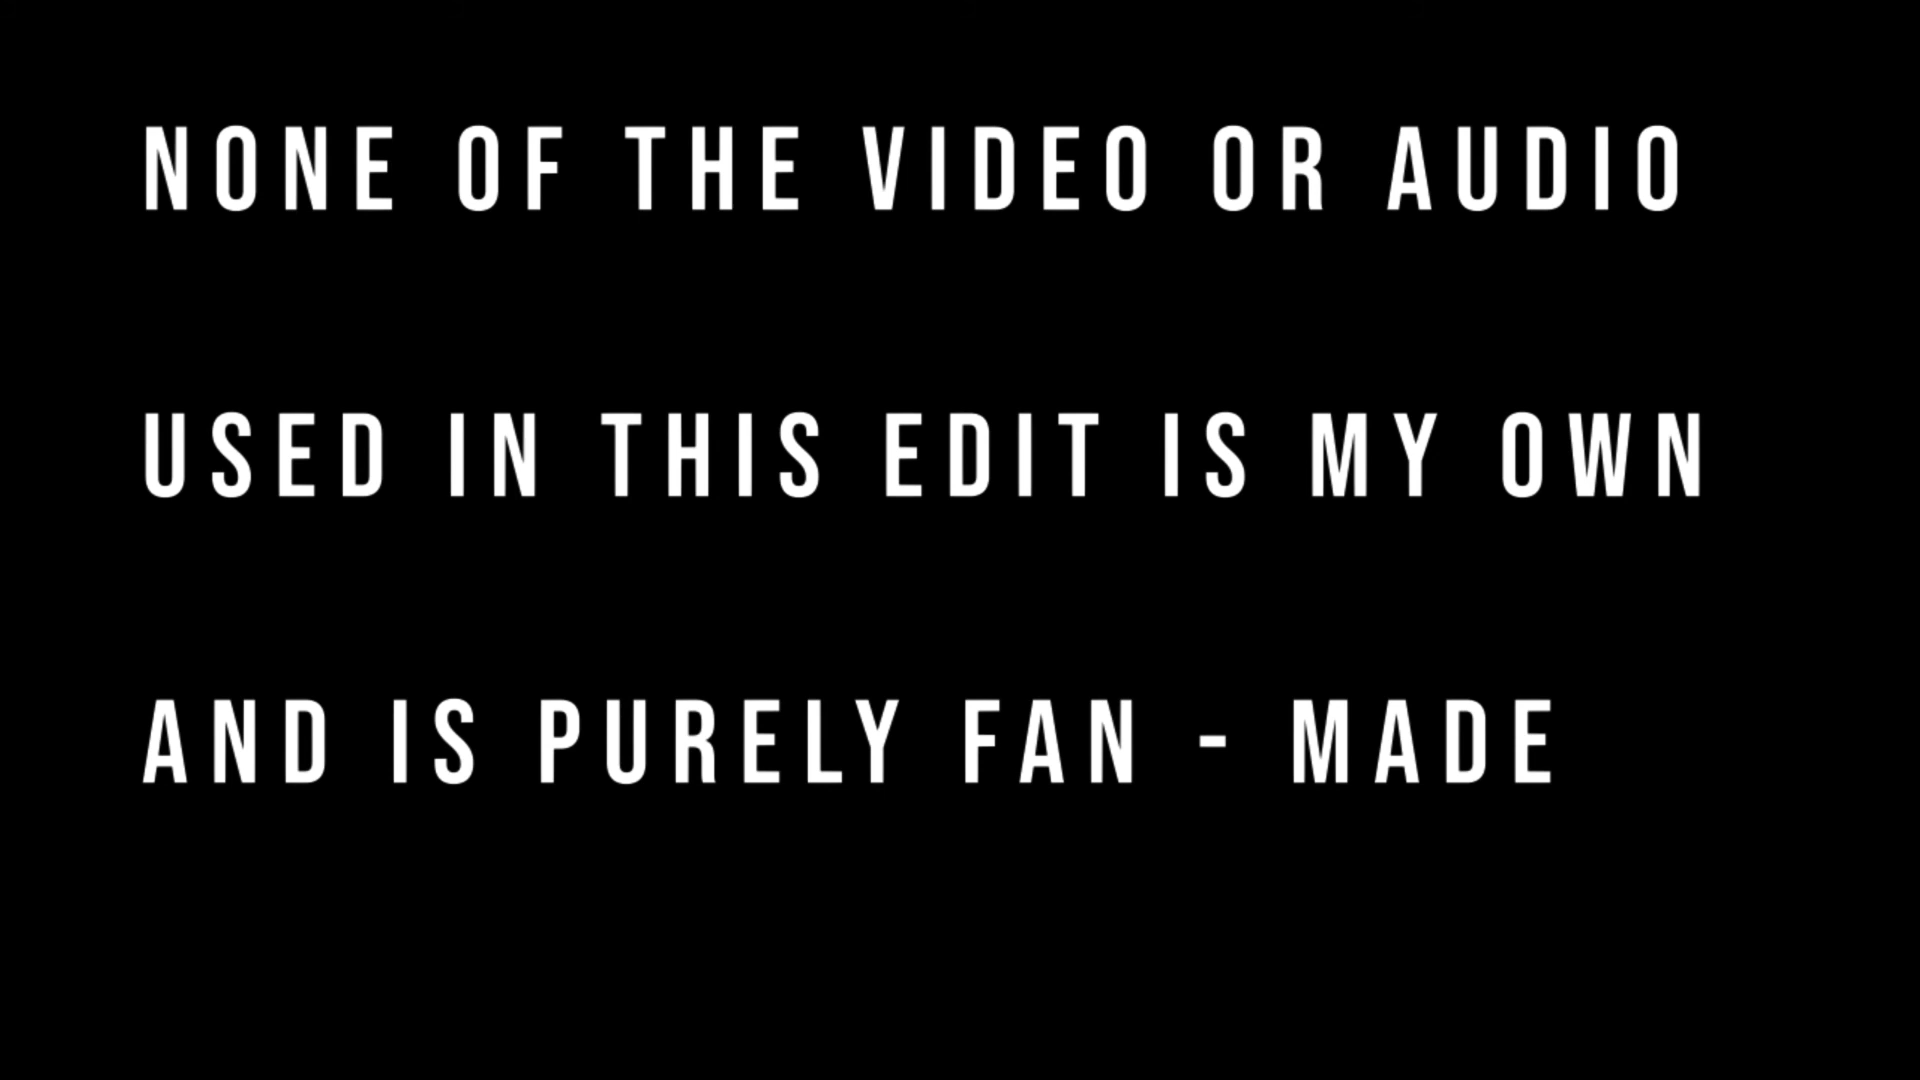 NONE OF THE VIDEO OR AUDIO
USED IN THIS EDIT IS MY OWN
AND IS PURELY FAN - MADE